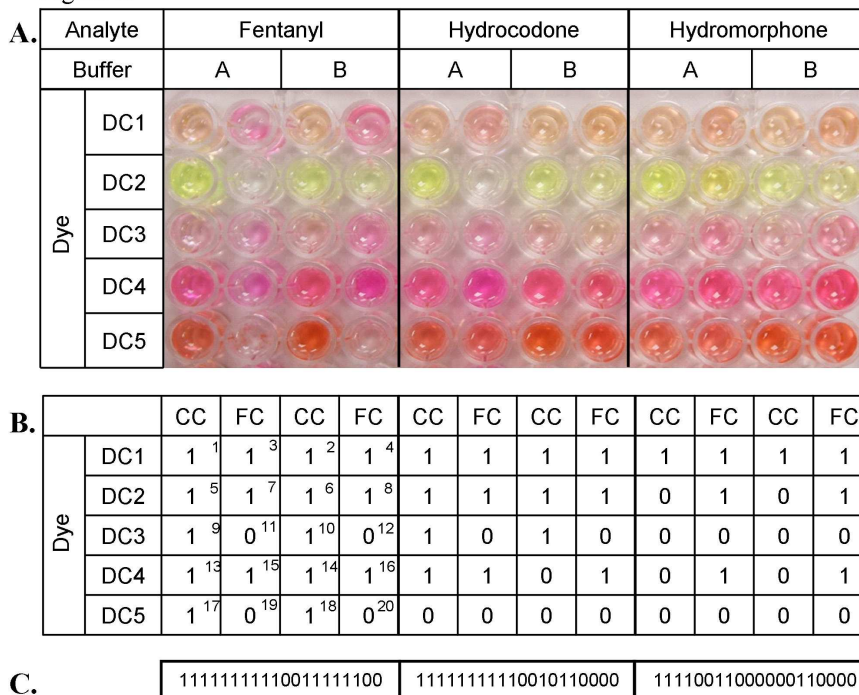 A. Analyte Fentanyl Hydrocodone Hydromorphone
Buffer A B A B A B
Dye
DC1
DC2
DC3
DC4
DC5
B. CC FC CC FC CC FC CC FC CC FC CC FC
Dye
DC1 1 1 1 3 1 2 1 4 1 1 1 1 1 1 1 1
DC2 1 5 1 7 1 6 1 8 1 1 1 1 0 1 0 1
DC3 1 9 0 11 1 10 0 12 1 0 1 0 0 0 0 0
DC4 1 13 1 15 1 14 1 16 1 1 0 1 0 1 0 1
DC5 1 17 0 19 1 18 0 20 0 0 0 0 0 0 0 0
C. 11111111110011111100 11111111110010110000 11110011000000110000